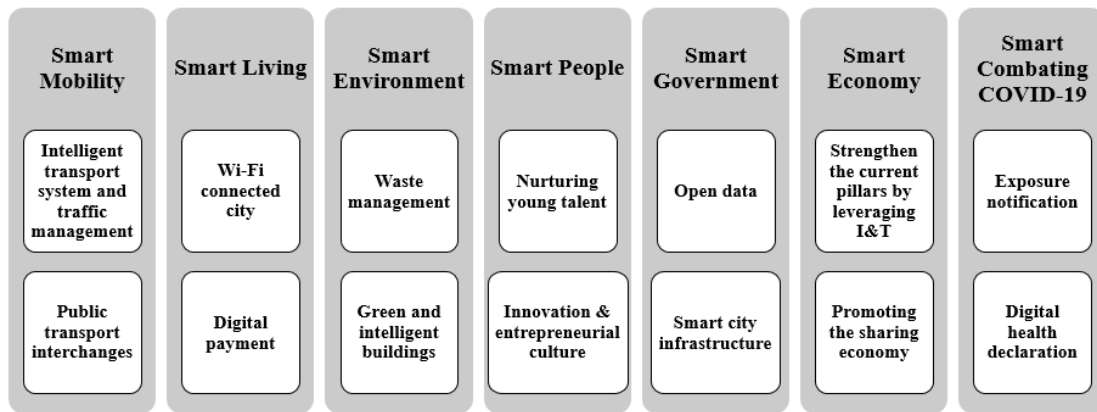 Smart
Mobility
Intelligent
transport
system and
traffic
management
Public
transport
interchanges
Smart Living
Wi-Fi
connected
city
Digital
payment
Smart
Environment
Waste
management
Green and
intelligent
buildings
Smart People
Nurturing
young talent
Innovation &
entrepreneurial
culture
Smart
Government
Open data
Smart city
infrastructure
Smart
Economy
Strengthen
the current
pillars by
leveraging
I&T
Promoting
the sharing
economy
Smart
Combating
COVID-19
Exposure
notification
Digital
health
declaration